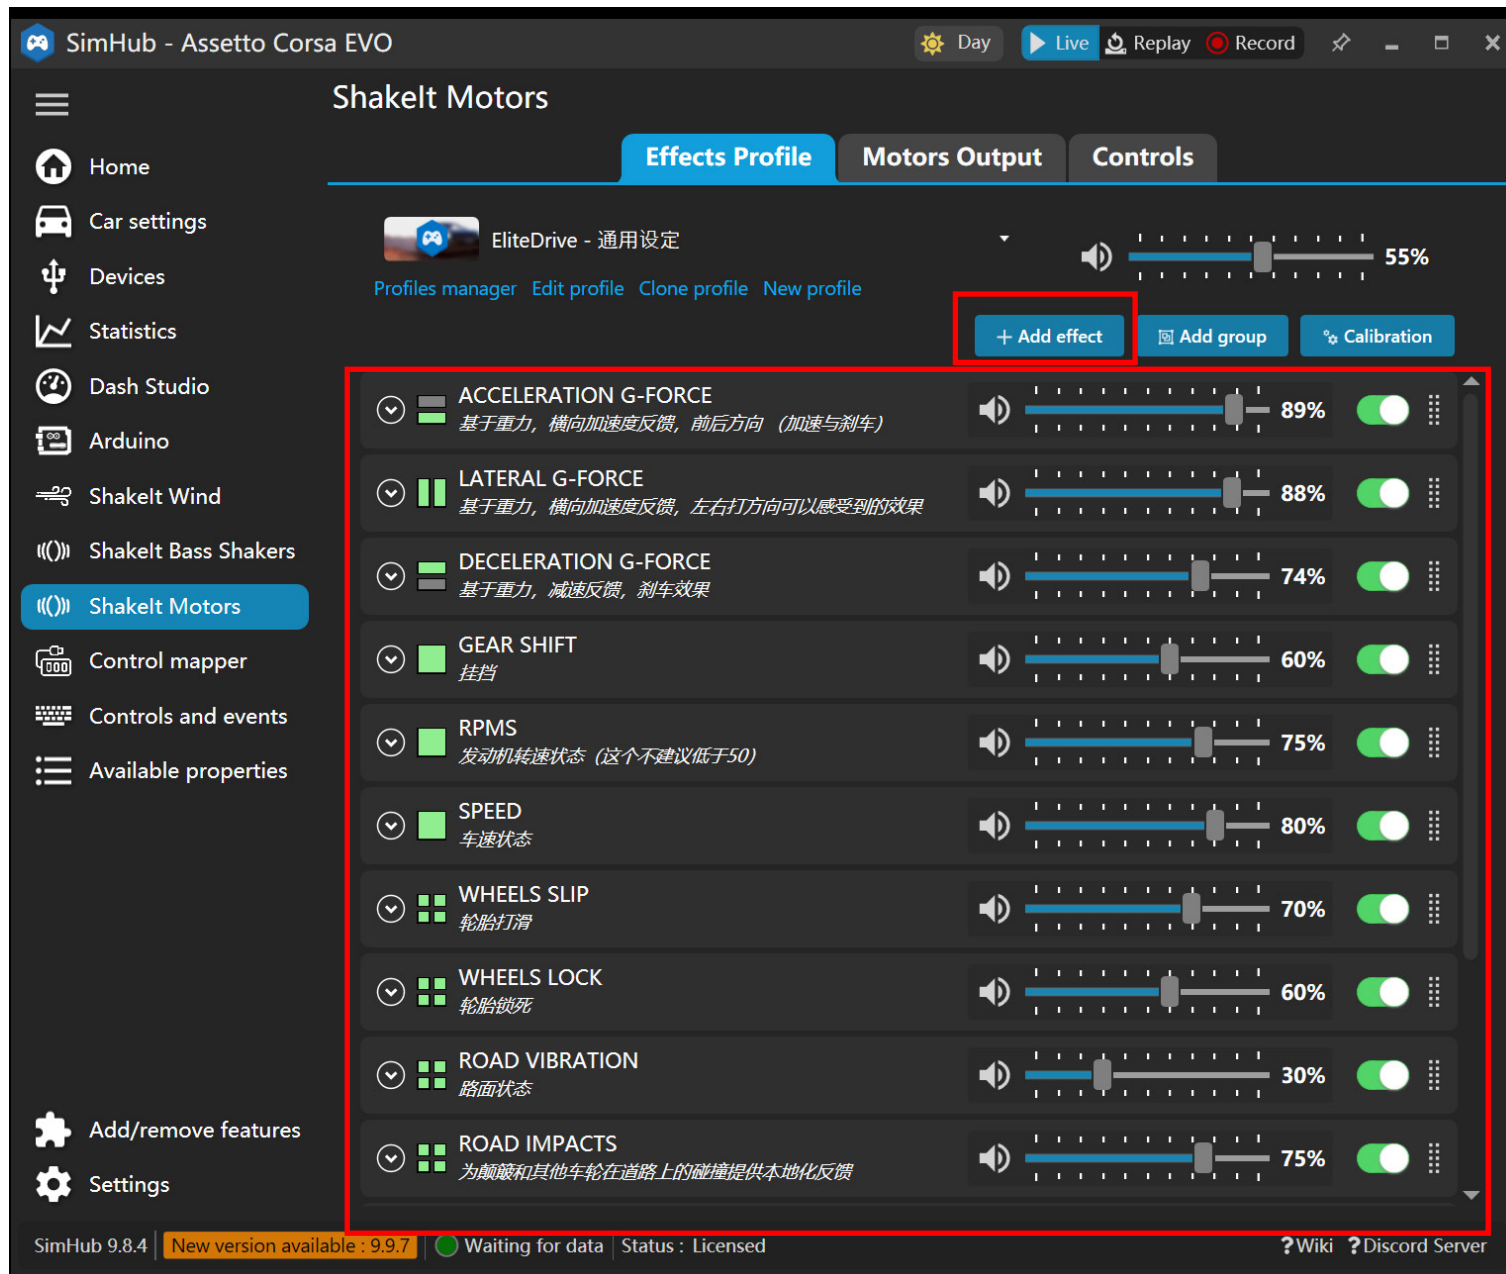 SimHub - Assetto Corsa EVO
Day
Live
Replay
Record
ShakeIt Motors
Home
Car settings
Devices
Statistics
Dash Studio
Arduino
ShakeIt Wind
ShakeIt Bass Shakers
ShakeIt Motors
Control mapper
Controls and events
Available properties
Add/remove features
Settings
Effects Profile
Motors Output
Controls
EliteDrive - 通用设定
55%
Profiles manager Edit profile Clone profile New profile
+ Add effect
Add group
Calibration
ACCELERATION G-FORCE
基于重力，横向加速度反馈，前后方向 （加速与刹车）
89%
LATERAL G-FORCE
基于重力，横向加速度反馈，左右打方向可以感受到的效果
88%
DECELERATION G-FORCE
基于重力，减速反馈，刹车效果
74%
GEAR SHIFT
挂挡
60%
RPMS
发动机转速状态（这个不建议低于50）
75%
SPEED
车速状态
80%
WHEELS SLIP
轮胎打滑
70%
WHEELS LOCK
轮胎锁死
60%
ROAD VIBRATION
路面状态
30%
ROAD IMPACTS
为颠簸和其他车轮在道路上的碰撞提供本地化反馈
75%
SimHub 9.8.4
New version available : 9.9.7
Waiting for data
Status : Licensed
?Wiki ?Discord Server